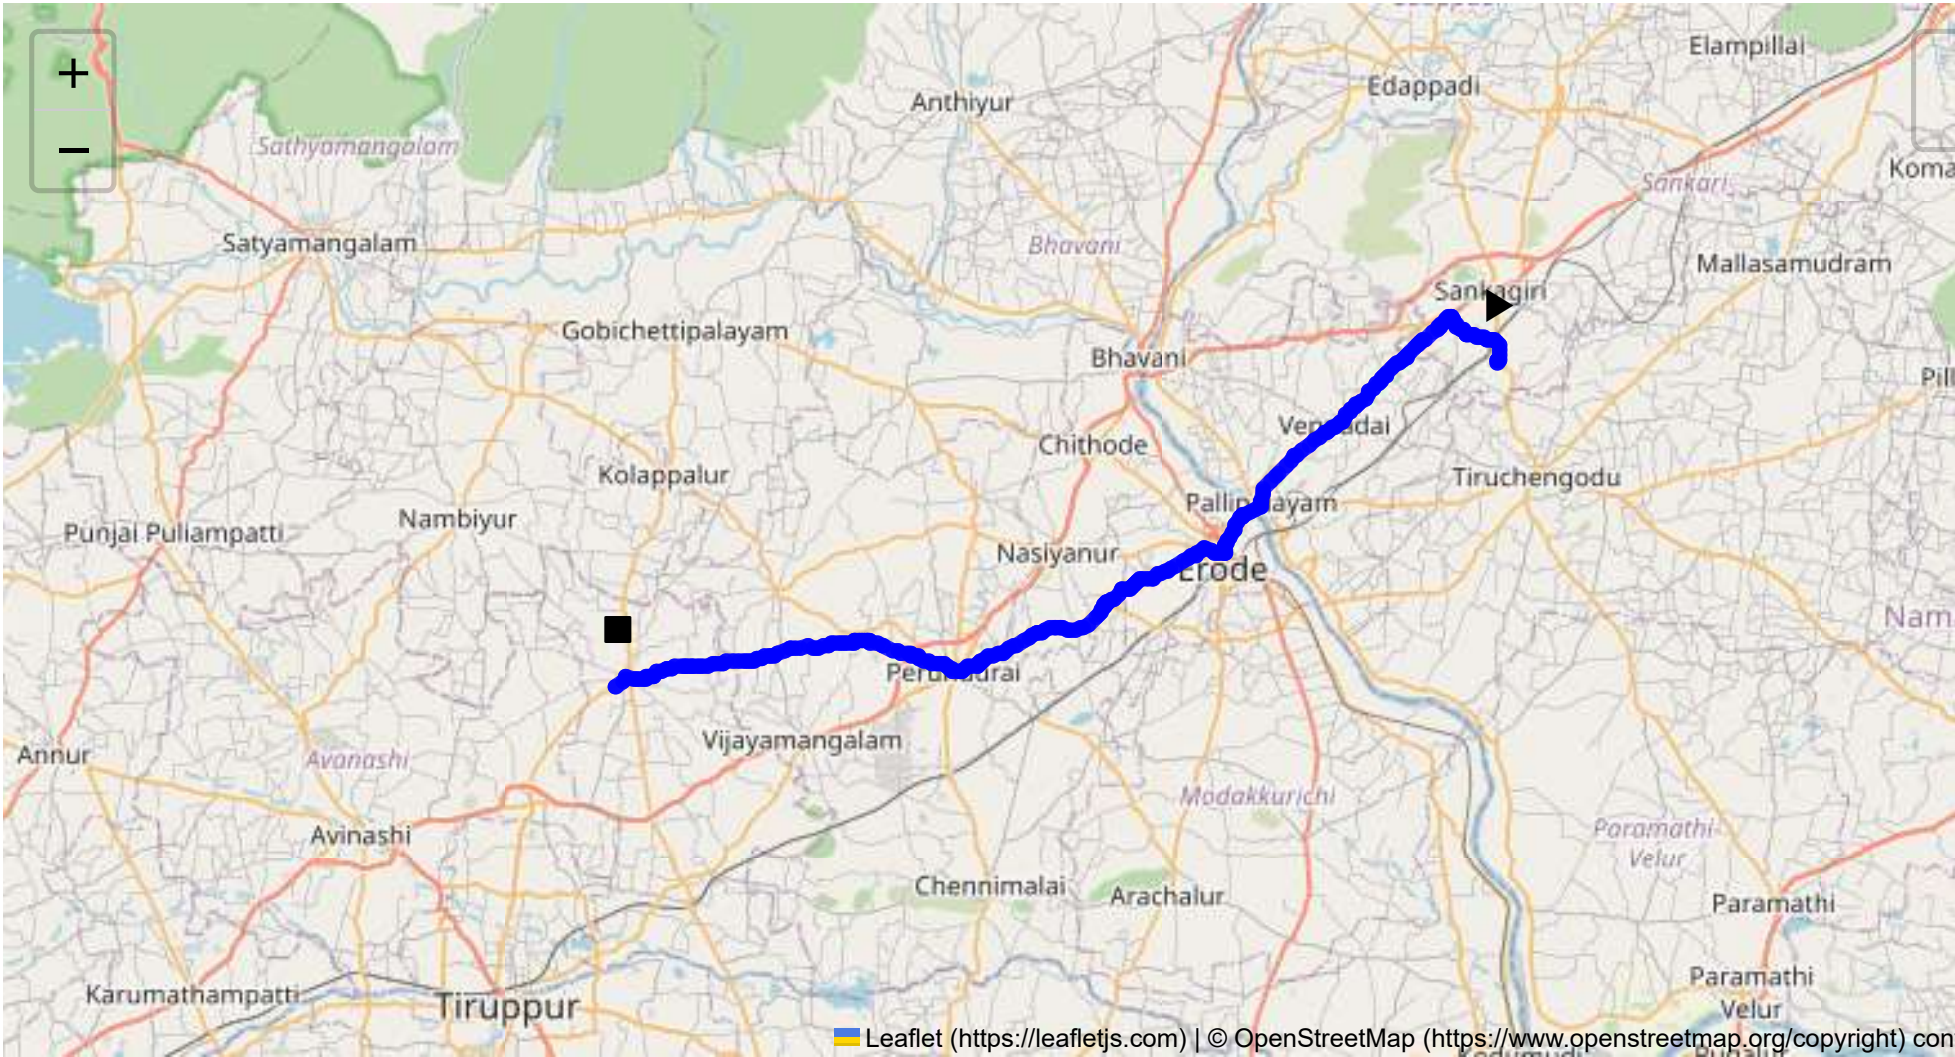 +
−
Elampillai
Edappadi
Anthiyur
Sathyamangalam
Koma
Sankari
Satyamangalam
Bhavani
Mallasamudram
Sankagiri
Gobichettipalayam
Bhavani
Pill
Chithode
Kolappalur
Tiruchengodu
Nambiyur
Punjai Puliampatti
Nasiyanur
Erode
Nam
Vijayamangalam
Annur
Avanashi
Modakkurichi
Avinashi
Paramathi-
Velur
Chennimalai
Arachalur
Paramathi
Karumathampatti
Tiruppur
Paramathi
Velur
Leaflet (https://leafletjs.com) | © OpenStreetMap (https://www.openstreetmap.org/copyright) con